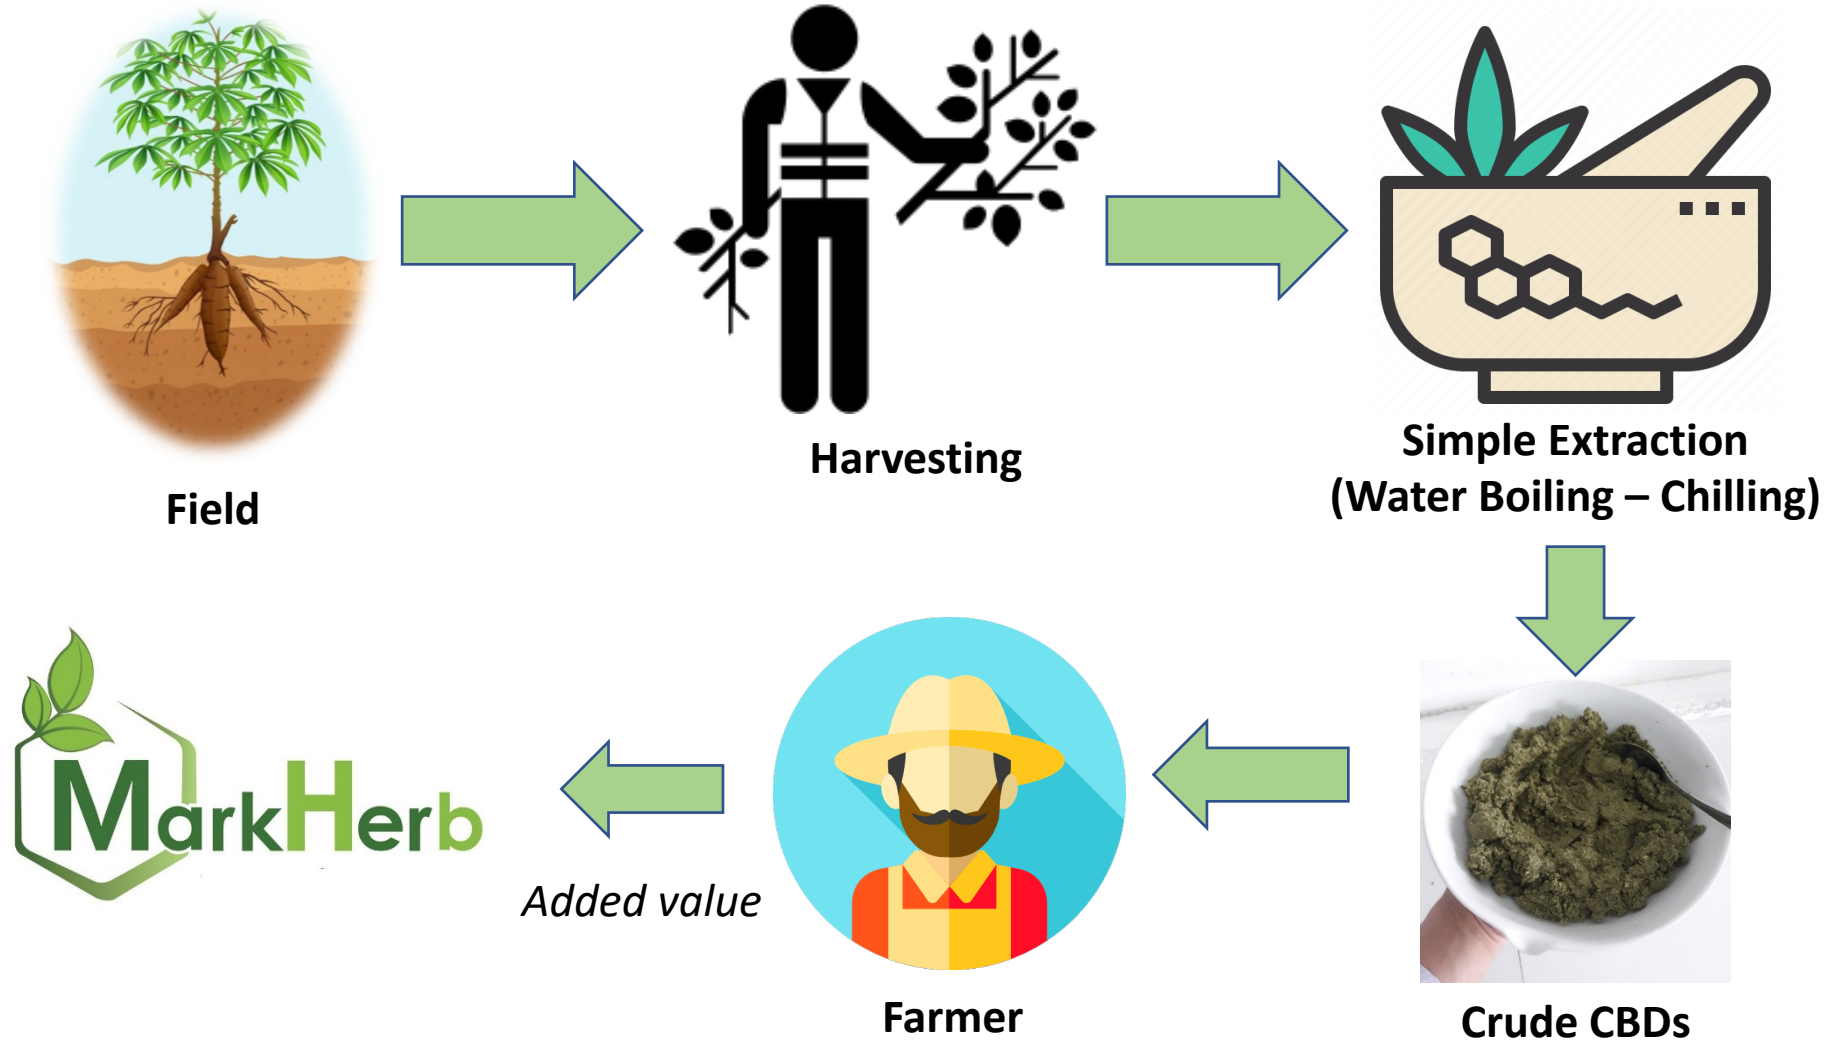 Field
Harvesting
Simple Extraction
(Water Boiling – Chilling)
MarkHerb
Added value
Farmer
Crude CBDs